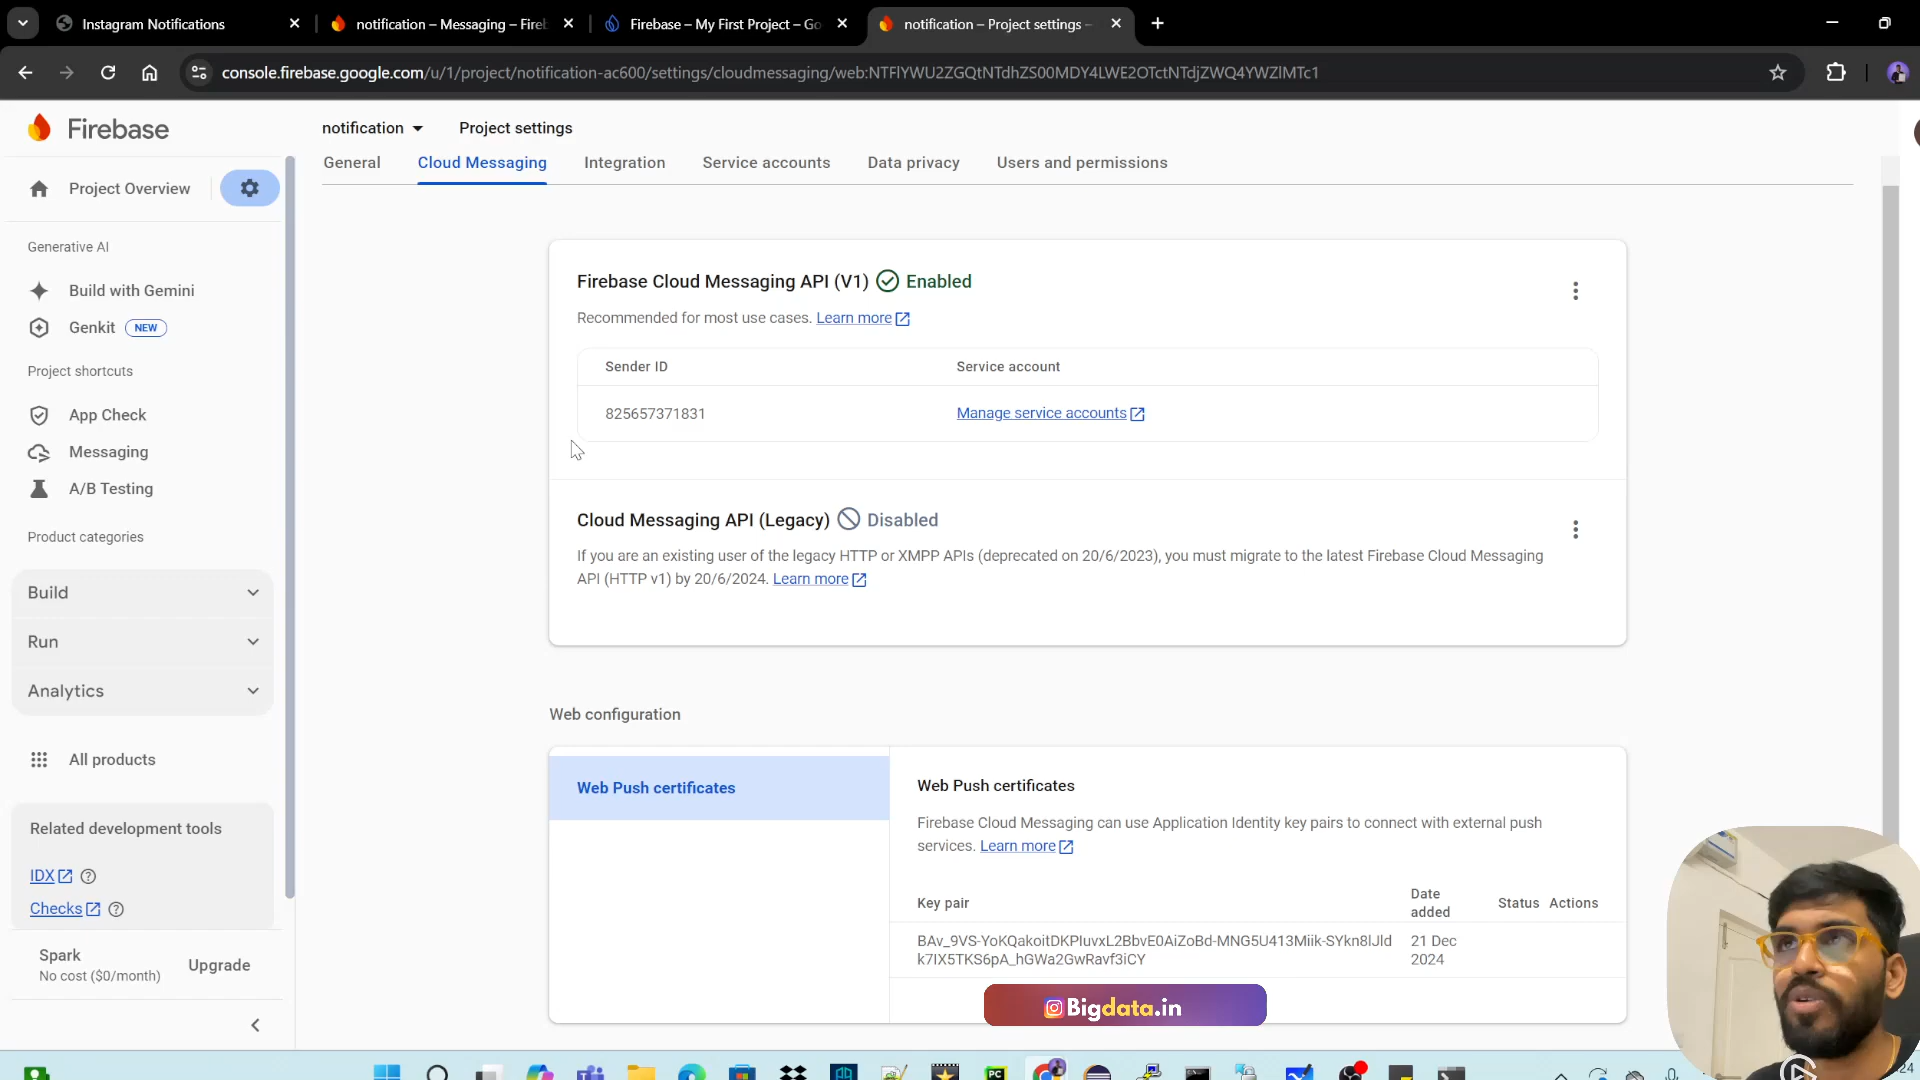 Instagram Notifications
notification – Messaging – Fireb
Firebase – My First Project – Go
notification – Project settings –
console.firebase.google.com/u/1/project/notification-ac600/settings/cloudmessaging/web:NTFlYWU2ZGQtNTdhZS00MDY4LWE2OTctNTdjZWQ4YWZlMTc1
Firebase
notification
Project settings
General
Cloud Messaging
Integration
Service accounts
Data privacy
Users and permissions
Project Overview
Generative AI
Build with Gemini
Genkit NEW
Project shortcuts
App Check
Messaging
A/B Testing
Product categories
Build
Run
Analytics
All products
Related development tools
IDX
Checks
Spark
No cost ($0/month)
Upgrade
Firebase Cloud Messaging API (V1) Enabled
Recommended for most use cases. Learn more
Sender ID
Service account
825657371831
Manage service accounts
Cloud Messaging API (Legacy) Disabled
If you are an existing user of the legacy HTTP or XMPP APIs (deprecated on 20/6/2023), you must migrate to the latest Firebase Cloud Messaging
API (HTTP v1) by 20/6/2024. Learn more
Web configuration
Web Push certificates
Web Push certificates
Firebase Cloud Messaging can use Application Identity key pairs to connect with external push
services. Learn more
Key pair
Date
added
Status
Actions
BAv_9VS-YoKQakoitDKPIuvxL2BbvE0AiZoBd-MNG5U413Miik-SYkn8lJld
k7IX5TKS6pA_hGWa2GwRavf3iCY
21 Dec
2024
Bigdata.in
PC